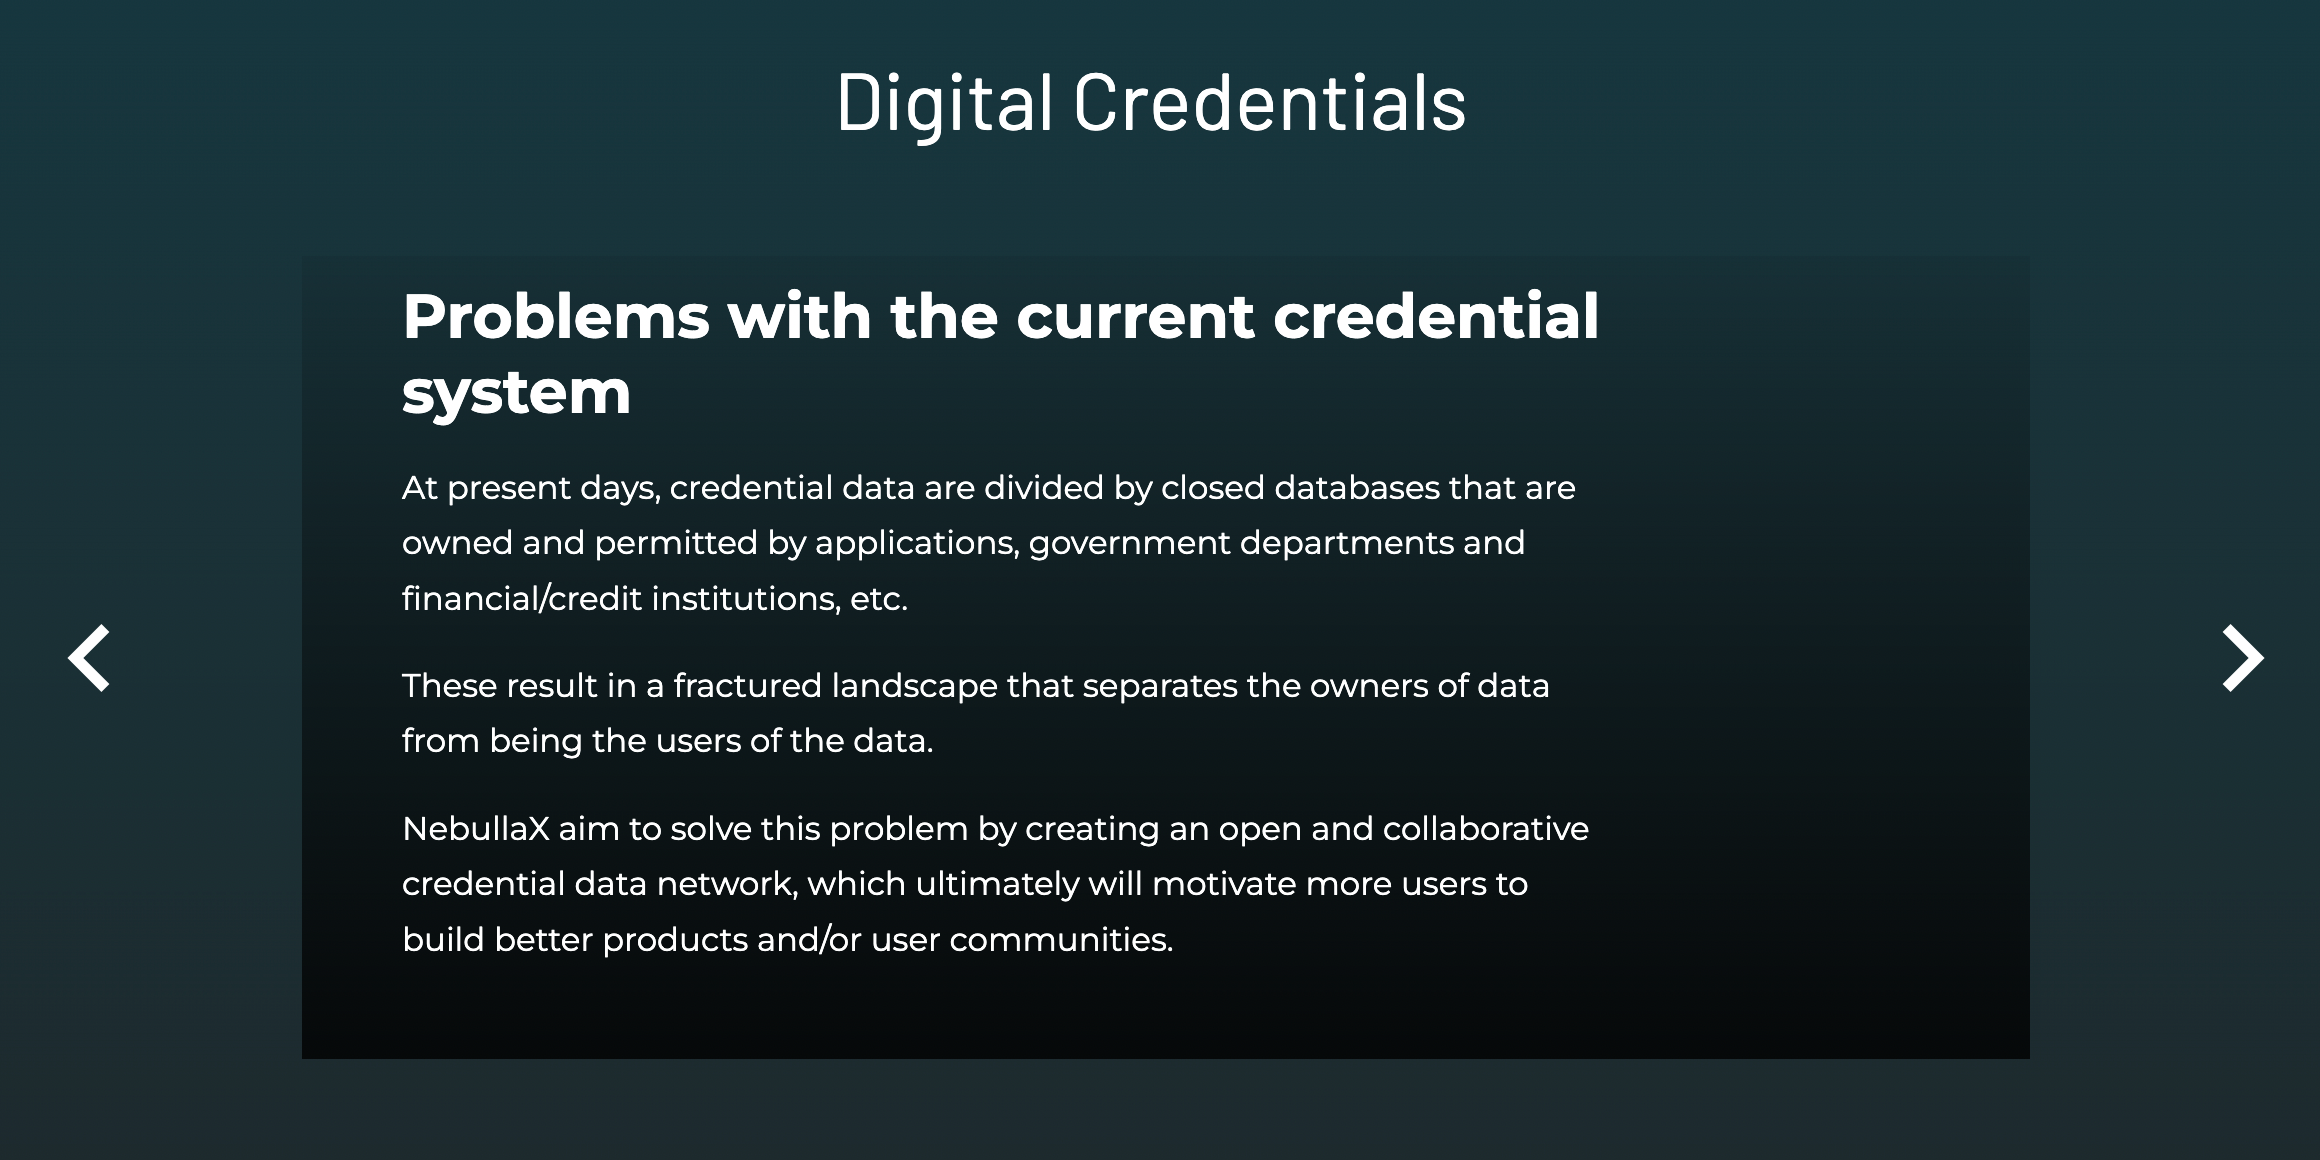 Digital Credentials
Problems with the current credential
system
At present days, credential data are divided by closed databases that are
owned and permitted by applications, government departments and
financial/credit institutions, etc.
These result in a fractured landscape that separates the owners of data
from being the users of the data.
NebullaX aim to solve this problem by creating an open and collaborative
credential data network, which ultimately will motivate more users to
build better products and/or user communities.